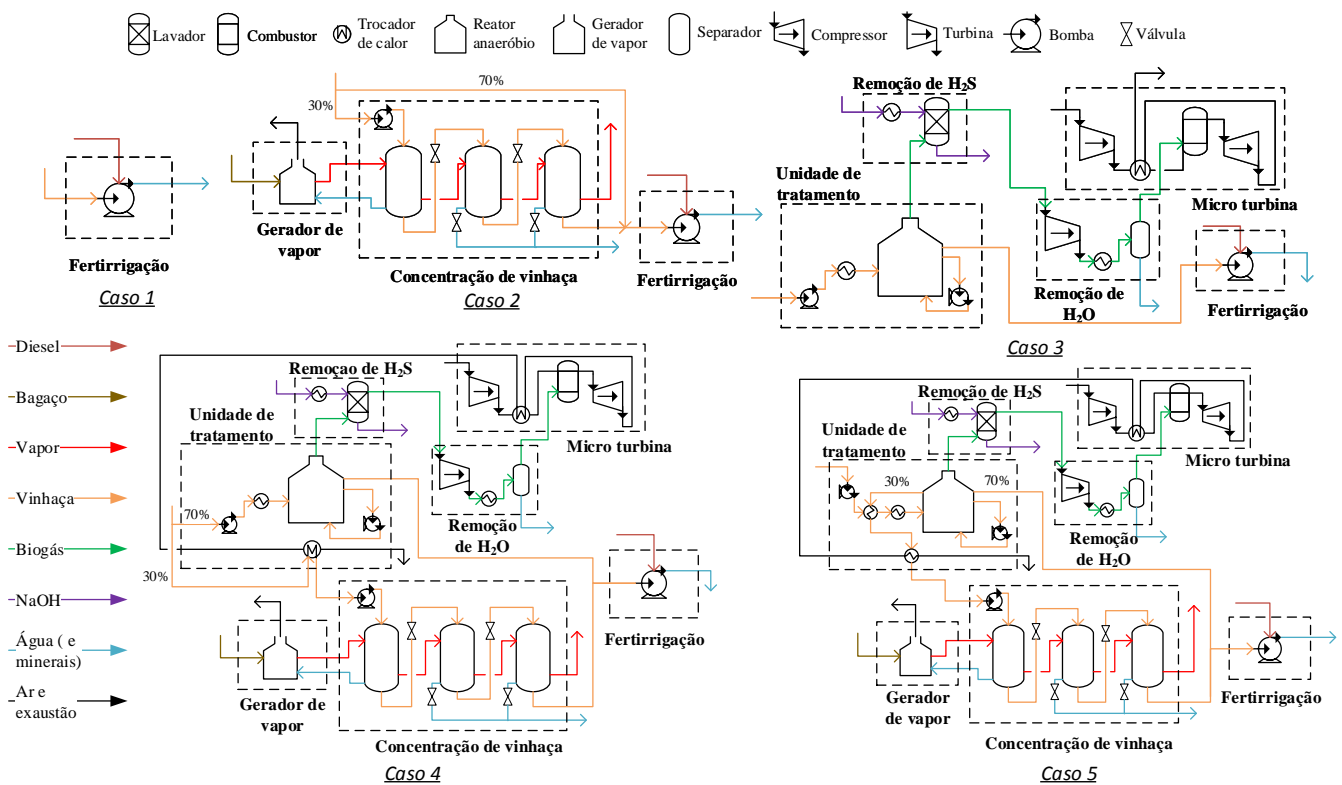 Lavador
Combustor
Trocador
de calor
Reator
anaeróbio
Gerador
de vapor
Separador
Compressor
Turbina
Bomba
Válvula
Fertirrigação
Caso 1
30%
70%
Gerador de
vapor
Concentração de vinhaça
Fertirrigação
Caso 2
Remoção de H2S
Unidade de
tratamento
Micro turbina
Remoção de
H2O
Fertirrigação
Caso 3
Diesel
Bagaço
Vapor
Vinhaça
Biogás
NaOH
Água ( e
minerais)
Ar e
exaustão
Remoçao de H2S
Unidade de
tratamento
Micro turbina
70%
Remoção
de H2O
30%
Fertirrigação
Gerador de
vapor
Concentração de vinhaça
Caso 4
Remoção de H2S
Unidade de
tratamento
Micro turbina
30%
70%
Remoção
de H2O
Fertirrigação
Gerador
de vapor
Concentração de vinhaça
Caso 5